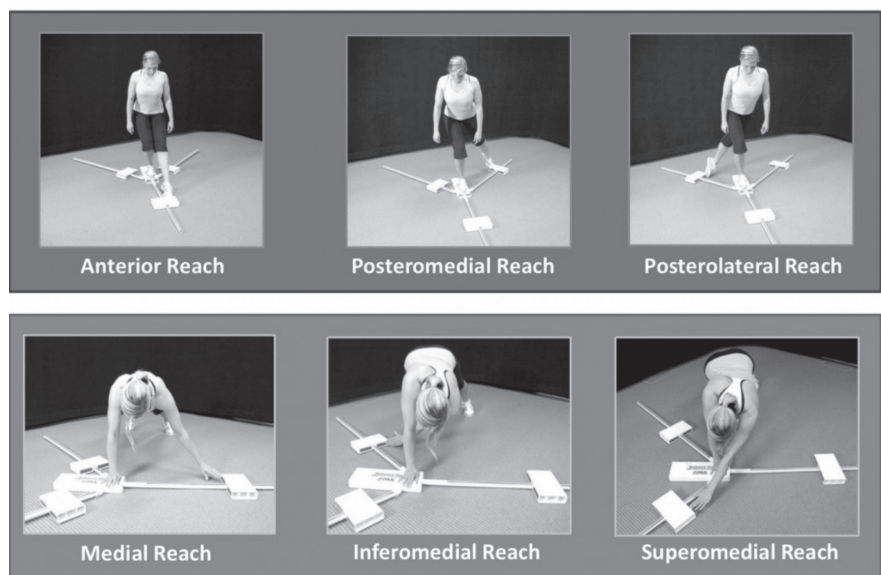 Anterior Reach
Posteromedial Reach
Posterolateral Reach
Medial Reach
Inferomedial Reach
Superomedial Reach